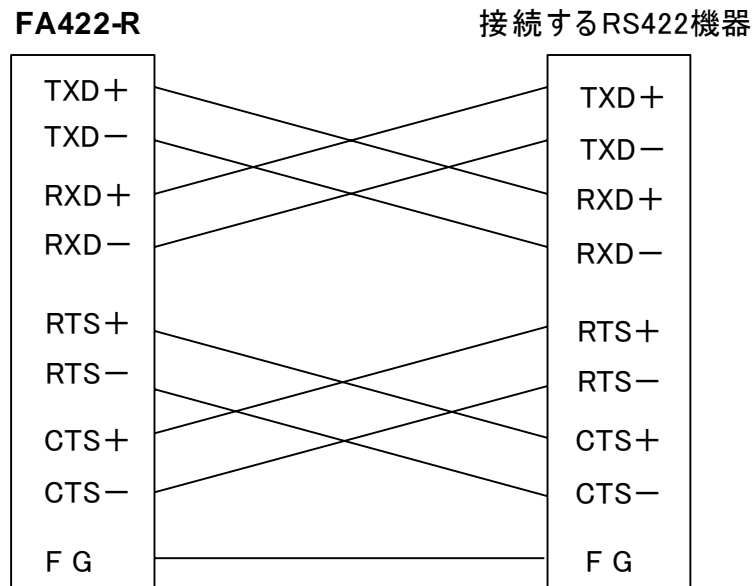 FA422-R
接続するRS422機器
TXD＋
TXD－
RXD＋
RXD－
RTS＋
RTS－
CTS＋
CTS－
F G
TXD＋
TXD－
RXD＋
RXD－
RTS＋
RTS－
CTS＋
CTS－
F G